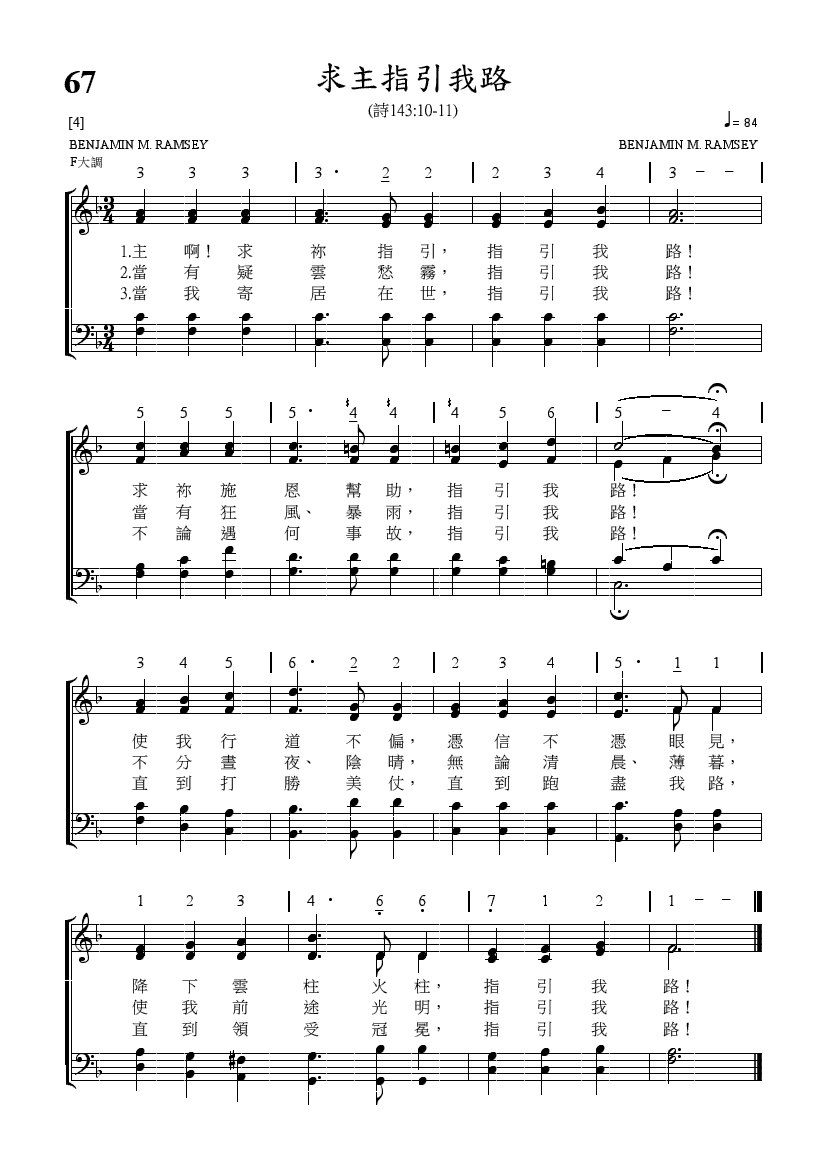 67
求主指引我路
(詩143:10-11)
[4]
♩= 84
BENJAMIN M. RAMSEY
BENJAMIN M. RAMSEY
F大調
3 3 3 | 3 · 2 2 | 2 3 4 | 3 – – |
3/4
1.主 啊！求 祢 指 引，指 引 我 路！
2.當 有 疑 雲 愁 霧，指 引 我 路！
3.當 我 寄 居 在 世，指 引 我 路！
3/4
5 5 5 | 5 · 4 4 | 4 5 6 | 5 – 4 |
求 祢 施 恩 幫 助，指 引 我 路！
當 有 狂 風、暴 雨，指 引 我 路！
不 論 遇 何 事 故，指 引 我 路！
3 4 5 | 6 · 2 2 | 2 3 4 | 5 · 1 1 |
使 我 行 道 不 偏，憑 信 不 憑 眼 見，
不 分 晝 夜、陰 晴，無 論 清 晨、薄 暮，
直 到 打 勝 美 仗，直 到 跑 盡 我 路，
1 2 3 | 4 · 6 6 | 7 1 2 | 1 – –
降 下 雲 柱 火 柱，指 引 我 路！
使 我 前 途 光 明，指 引 我 路！
直 到 領 受 冠 冕，指 引 我 路！